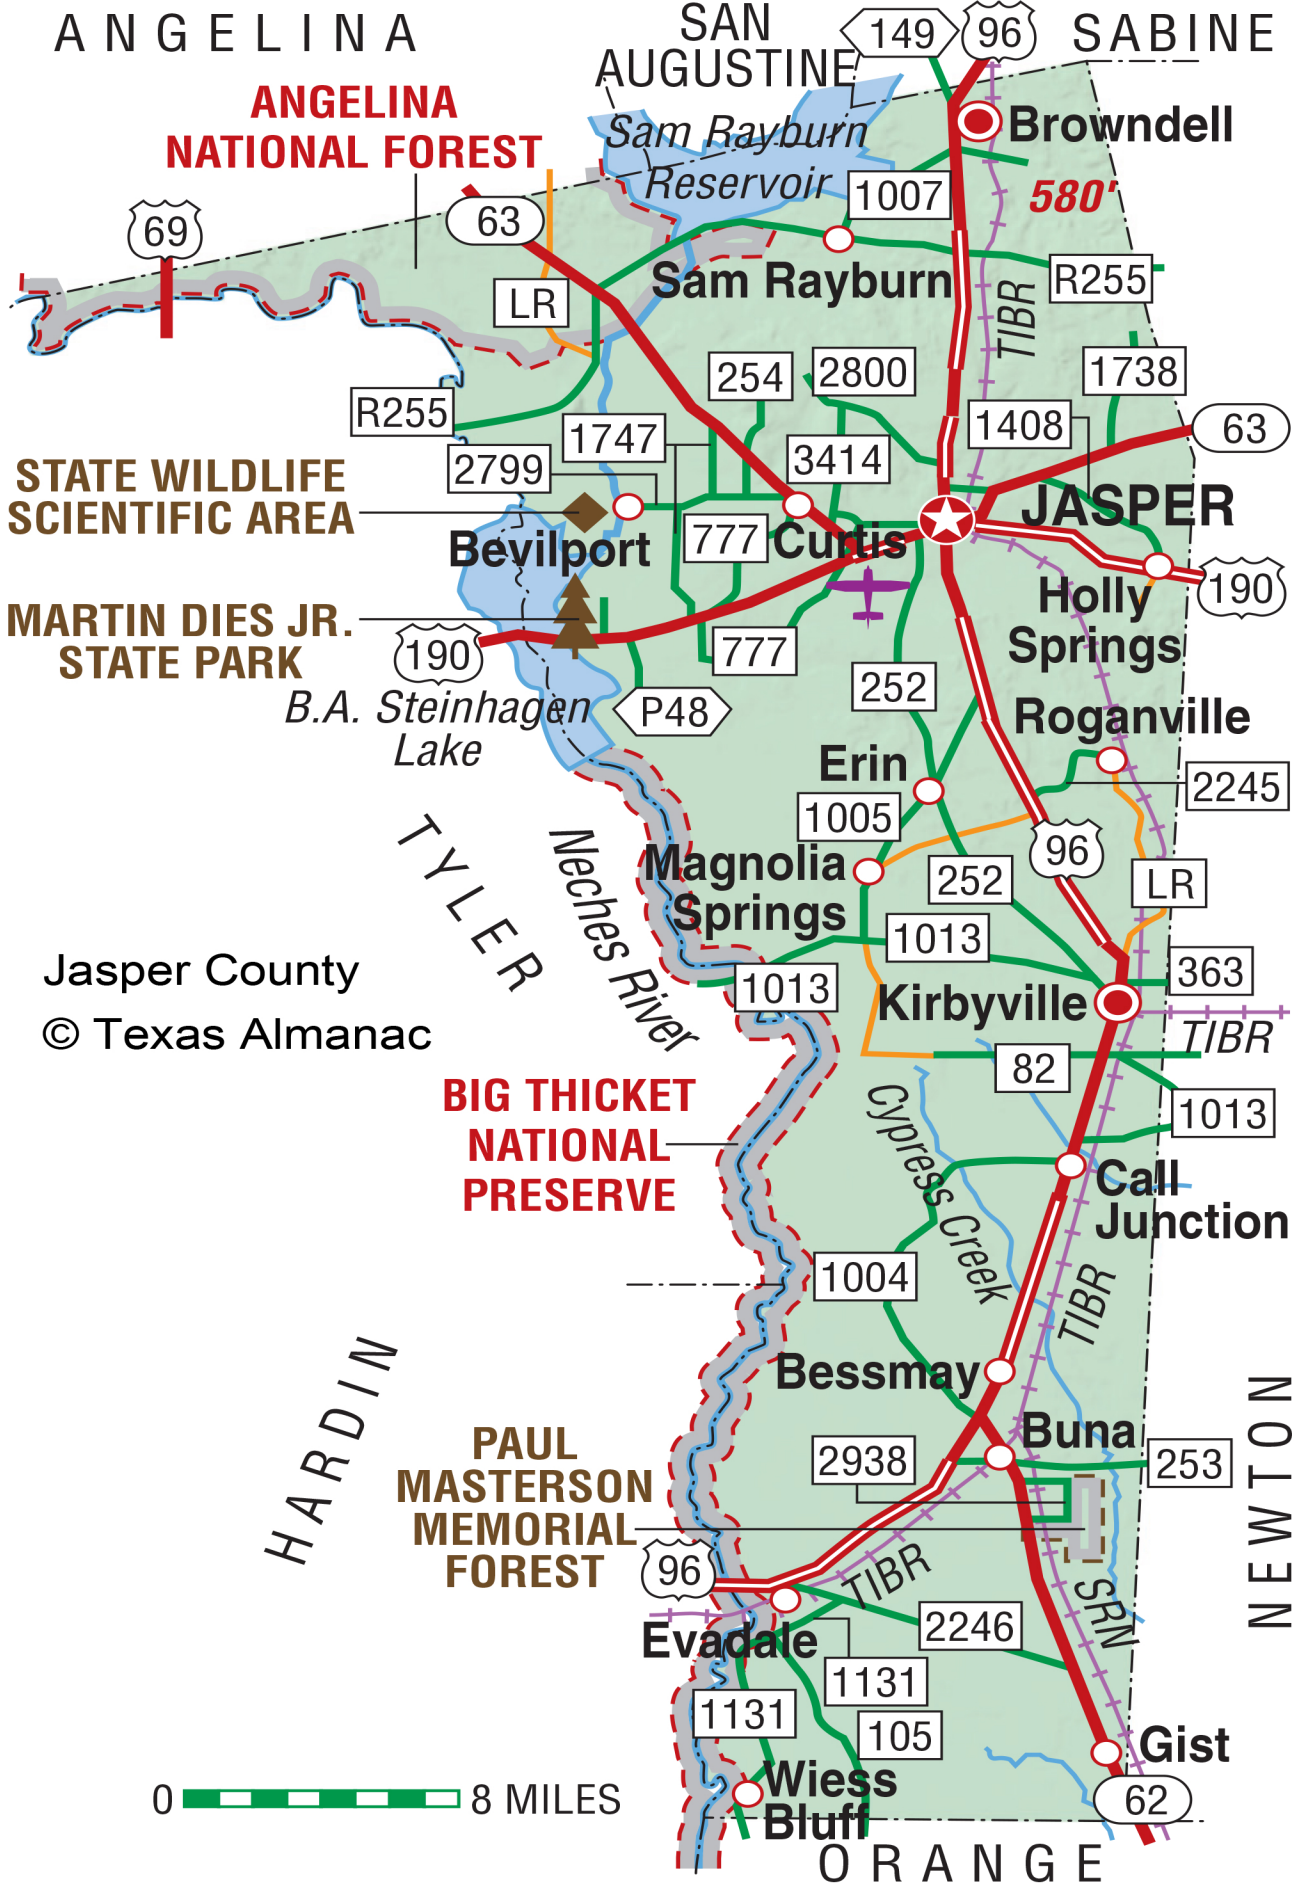 ANGELINA
SAN
AUGUSTINE
149
96
SABINE
ANGELINA
NATIONAL FOREST
Browndell
Sam Rayburn
Reservoir
1007
580'
63
69
Sam Rayburn
R255
LR
TIBR
254
2800
1738
R255
1747
1408
63
2799
3414
STATE WILDLIFE
SCIENTIFIC AREA
JASPER
777
Curtis
Bevilport
Holly
Springs
190
MARTIN DIES JR.
STATE PARK
190
777
252
B.A. Steinhagen
Lake
P48
Roganville
Erin
2245
1005
96
TYLER
Neches River
Magnolia
Springs
252
LR
1013
363
Jasper County
© Texas Almanac
1013
Kirbyville
TIBR
82
BIG THICKET
NATIONAL
PRESERVE
Cypress Creek
1013
Call
Junction
1004
TIBR
HARDIN
Bessmay
NEWTON
Buna
PAUL
MASTERSON
MEMORIAL
FOREST
2938
253
96
TIBR
SRN
Evadale
2246
1131
1131
105
Gist
0
8 MILES
Wiess
Bluff
62
ORANGE